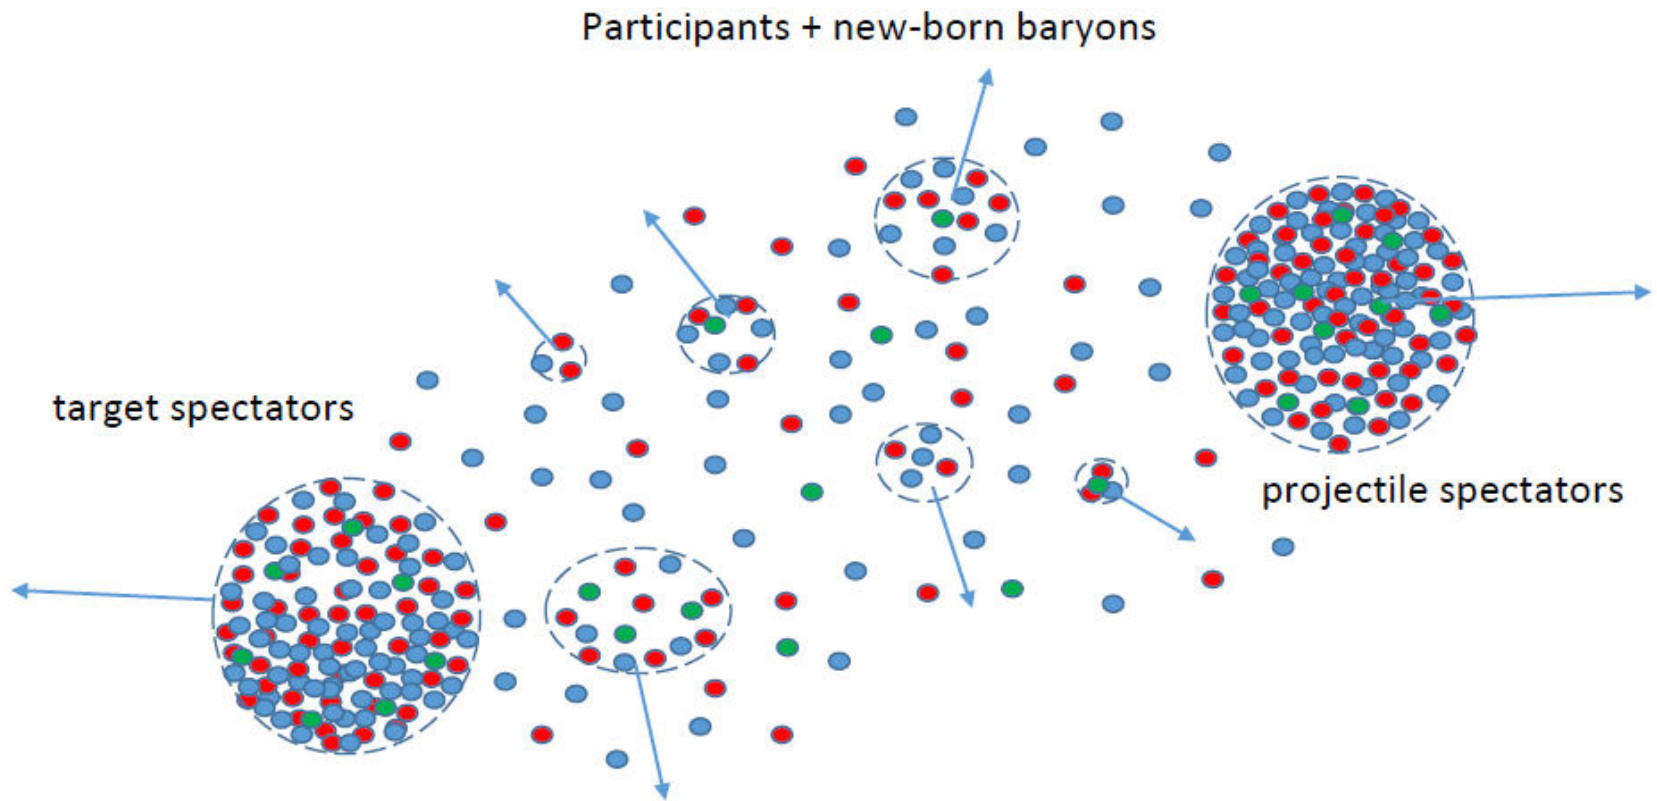 Participants + new-born baryons
target spectators
projectile spectators